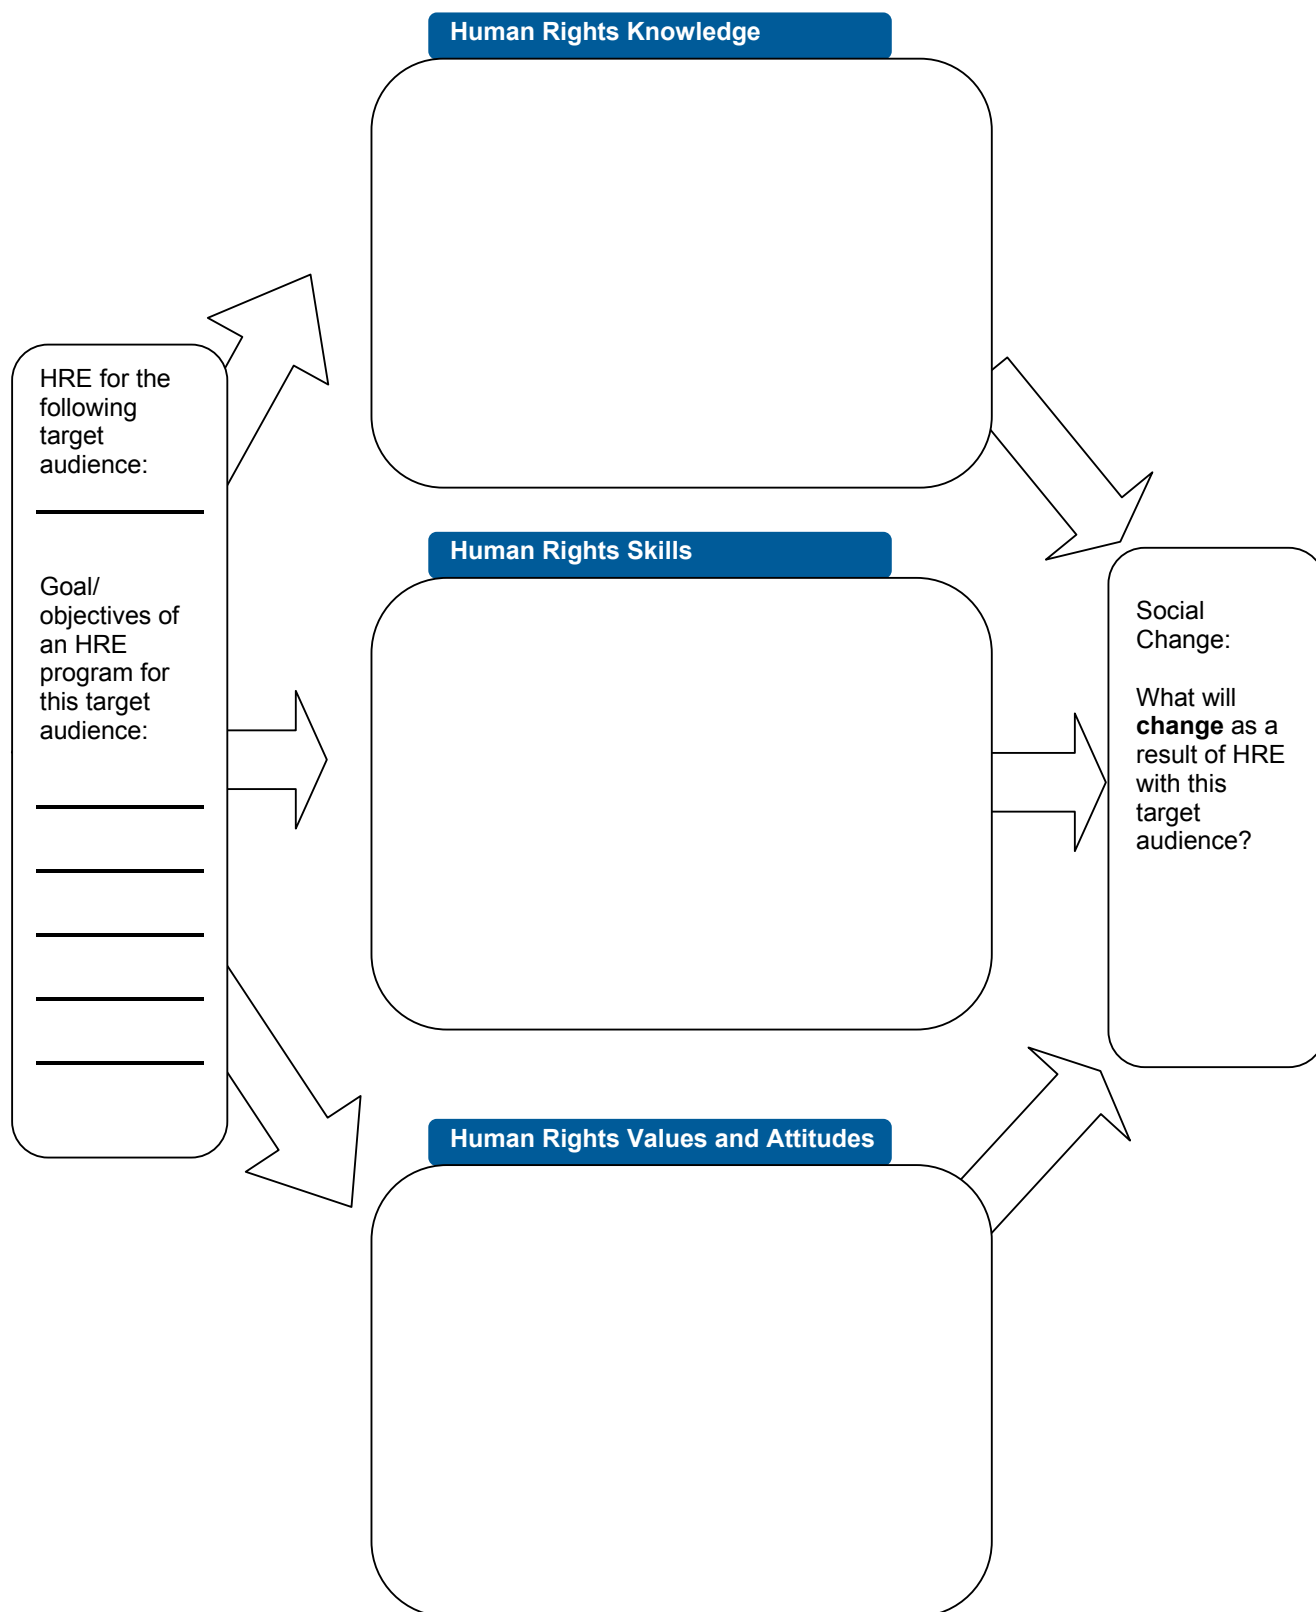 Human Rights Knowledge
HRE for the
following
target
audience:
Goal/
objectives of
an HRE
program for
this target
audience:
Human Rights Skills
Human Rights Values and Attitudes
Social
Change:
What will
change as a
result of HRE
with this
target
audience?